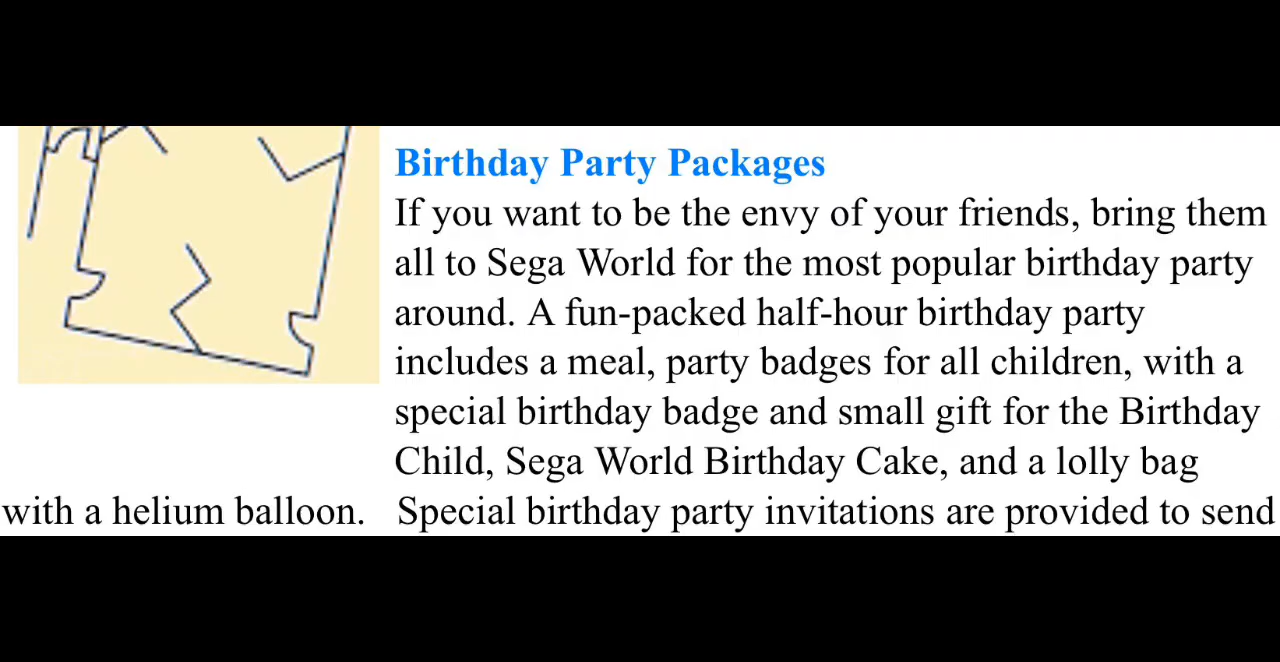 Birthday Party Packages
If you want to be the envy of your friends, bring them
all to Sega World for the most popular birthday party
around. A fun-packed half-hour birthday party
includes a meal, party badges for all children, with a
special birthday badge and small gift for the Birthday
Child, Sega World Birthday Cake, and a lolly bag
with a helium balloon. Special birthday party invitations are provided to send